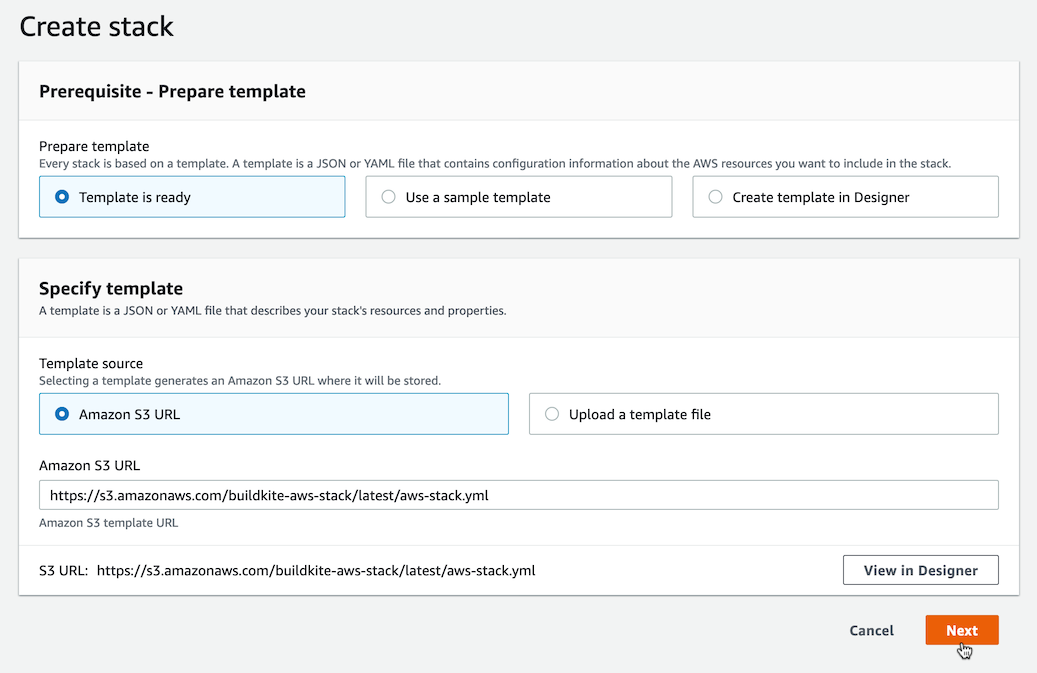 Create stack
Prerequisite - Prepare template
Prepare template
Every stack is based on a template. A template is a JSON or YAML file that contains configuration information about the AWS resources you want to include in the stack.
Template is ready
Use a sample template
Create template in Designer
Specify template
A template is a JSON or YAML file that describes your stack's resources and properties.
Template source
Selecting a template generates an Amazon S3 URL where it will be stored.
Amazon S3 URL
Upload a template file
Amazon S3 URL
https://s3.amazonaws.com/buildkite-aws-stack/latest/aws-stack.yml
Amazon S3 template URL
S3 URL: https://s3.amazonaws.com/buildkite-aws-stack/latest/aws-stack.yml
View in Designer
Cancel
Next